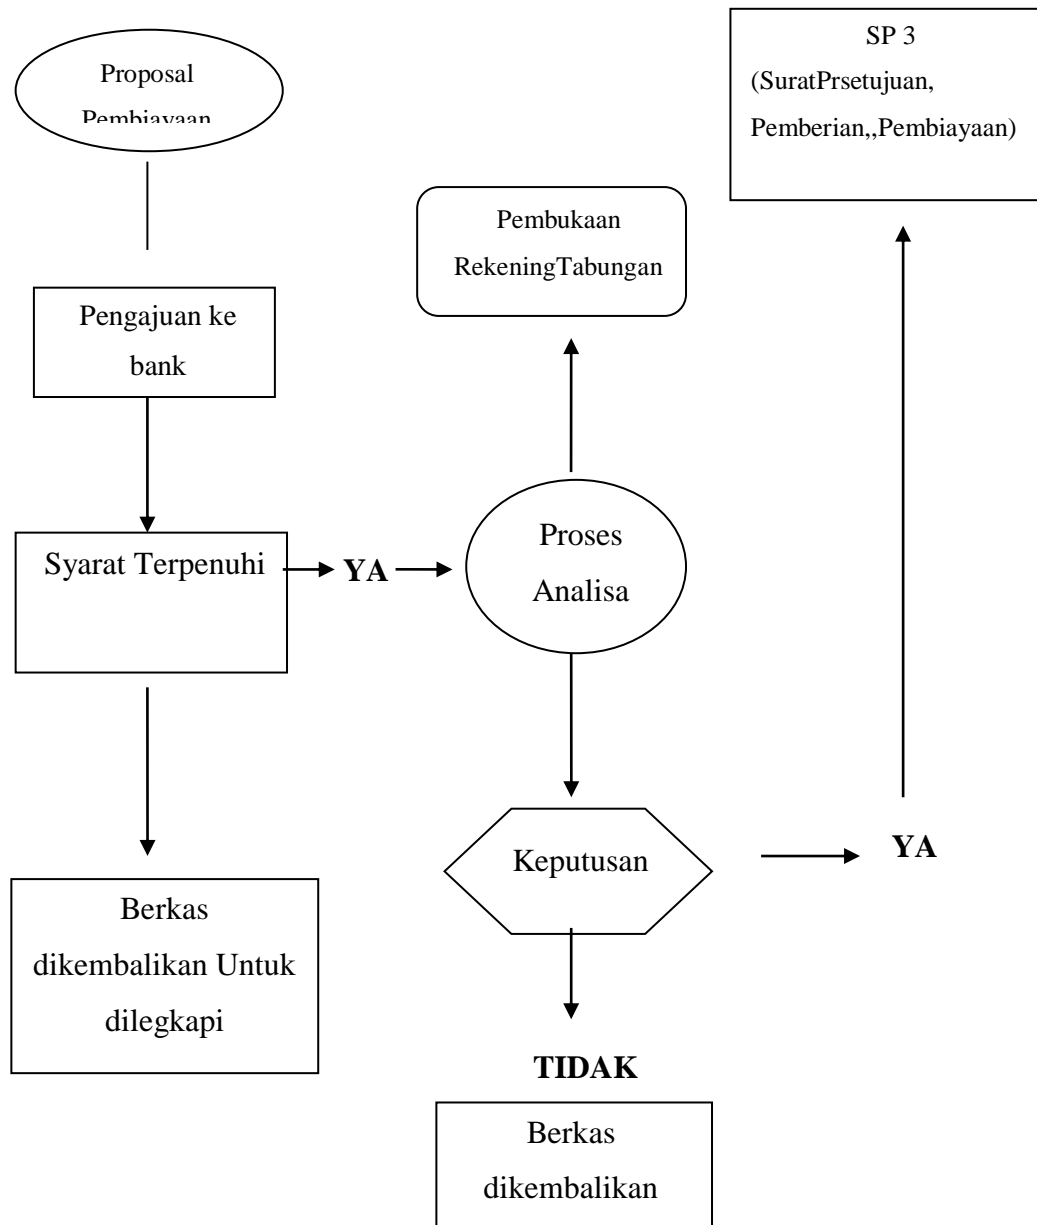 Proposal
Pembiayaan
Pengajuan ke
bank
Syarat Terpenuhi
YA
Berkas
dikembalikan Untuk
dilegkapi
Pembukaan
RekeningTabungan
Proses
Analisa
Keputusan
YA
TIDAK
Berkas
dikembalikan
SP 3
(SuratPrsetujuan,
Pemberian,,Pembiayaan)